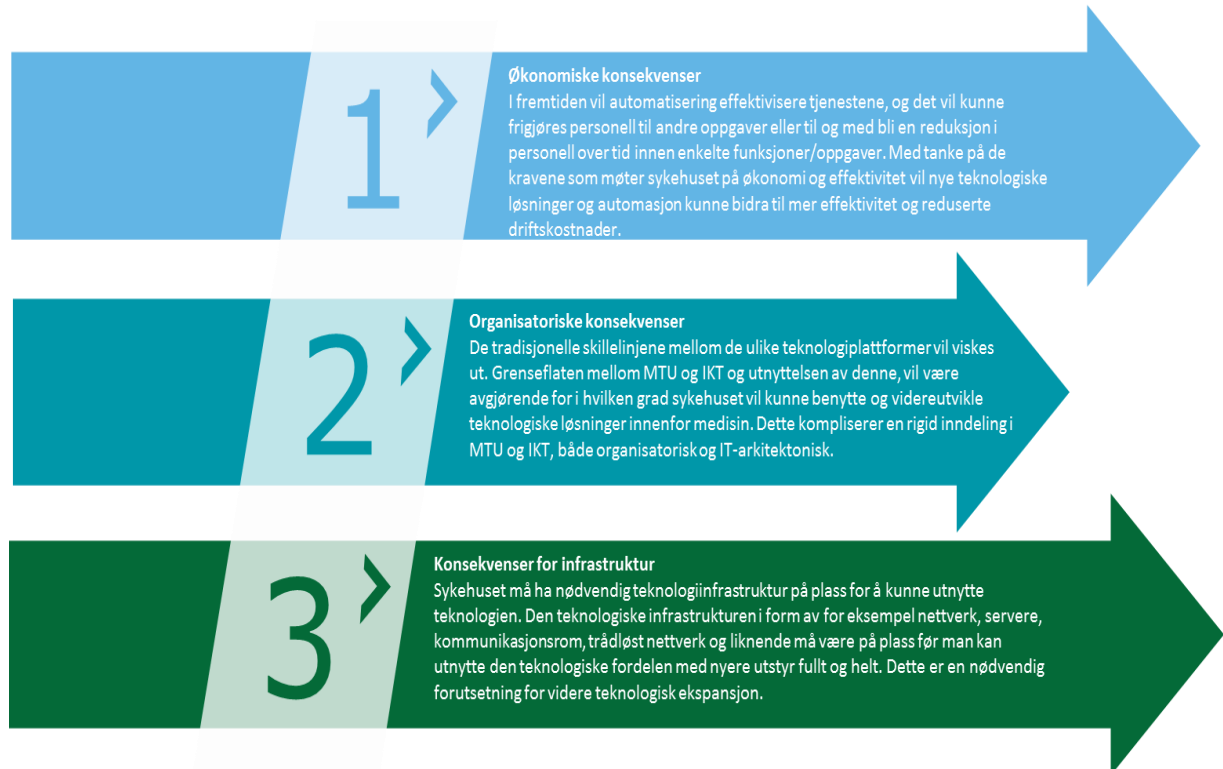 1
Økonomiske konsekvenser
I fremtiden vil automatisering effektivisere tjenestene, og det vil kunne
frigjøres personell til andre oppgaver eller til og med bli en reduksjon i
personell over tid innen enkelte funksjoner/oppgaver. Med tanke på de
kravene som møter sykehuset på økonomi og effektivitet vil nye teknologiske
løsninger og automasjon kunne bidra til mer effektivitet og reduserte
driftskostnader.
2
Organisatoriske konsekvenser
De tradisjonelle skillelinjene mellom de ulike teknologiplattformer vil viskes
ut. Grenseflaten mellom MTU og IKT og utnyttelsen av denne, vil være
avgjørende for i hvilken grad sykehuset vil kunne benytte og videreutvikle
teknologiske løsninger innenfor medisin. Dette kompliserer en rigid inndeling i
MTU og IKT, både organisatorisk og IT-arkitektonisk.
3
Konsekvenser for infrastruktur
Sykehuset må ha nødvendig teknologiinfrastruktur på plass for å kunne utnytte
teknologien. Den teknologiske infrastrukturen i form av for eksempel nettverk, servere,
kommunikasjonsrom, trådløst nettverk og liknende må være på plass før man kan
utnytte den teknologiske fordelen med nyere utstyr fullt og helt. Dette er en nødvendig
forutsetning for videre teknologisk ekspansjon.